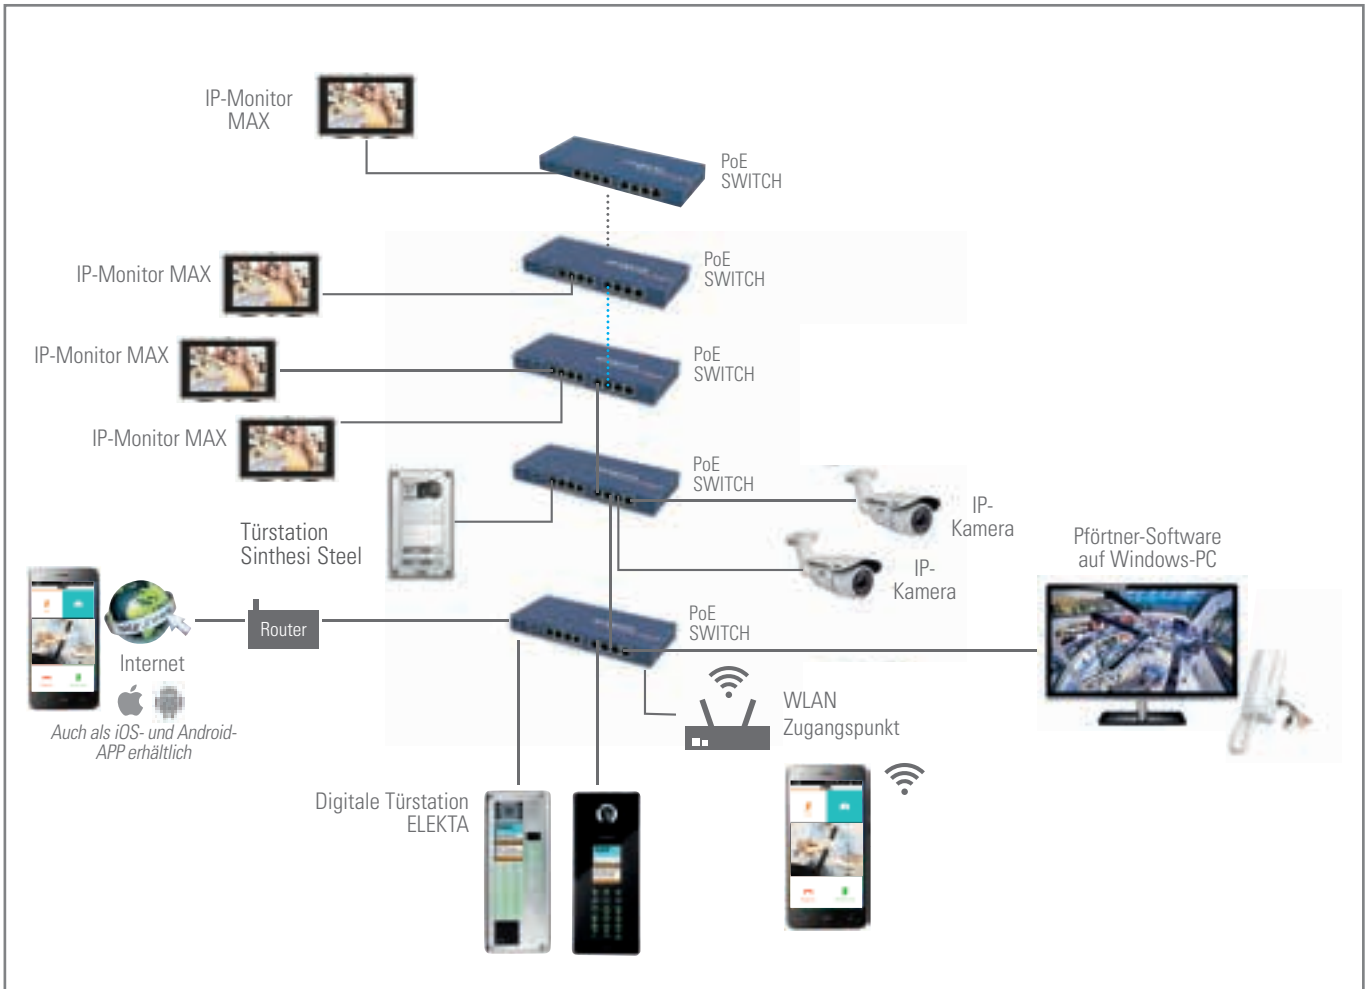 IP-Monitor
MAX
PoE
SWITCH
IP-Monitor MAX
PoE
SWITCH
IP-Monitor MAX
PoE
SWITCH
IP-Monitor MAX
PoE
SWITCH
IP-
Kamera
Türstation
Sinthesi Steel
IP-
Kamera
Pförtner-Software
auf Windows-PC
PoE
SWITCH
Router
Internet
Auch als iOS- und Android-
APP erhältlich
WLAN
Zugangspunkt
Digitale Türstation
ELEKTA